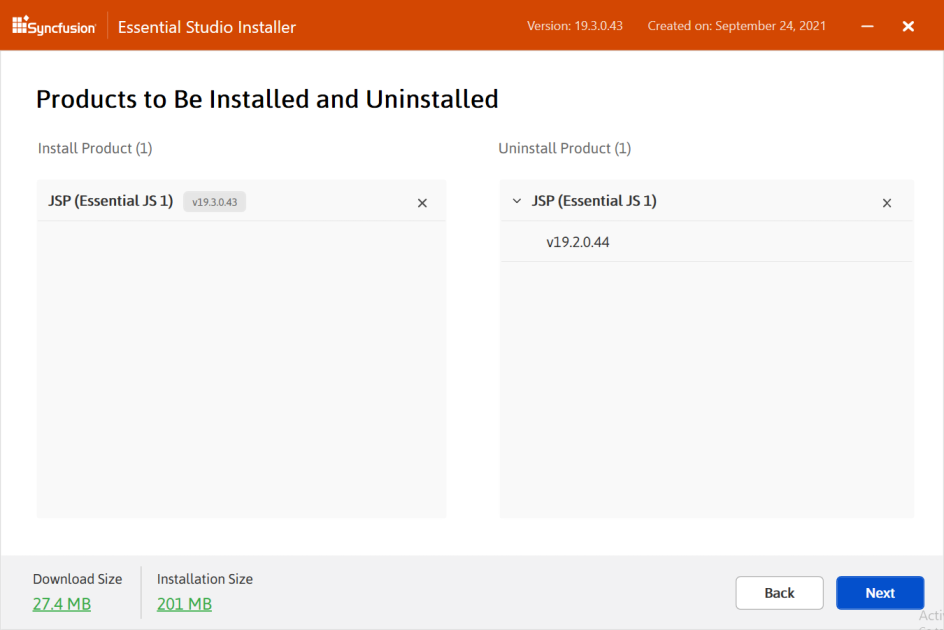 Syncfusion Essential Studio Installer Version: 19.3.0.43 Created on: September 24, 2021
Products to Be Installed and Uninstalled
Install Product (1) Uninstall Product (1)
JSP (Essential JS 1) v19.3.0.43 JSP (Essential JS 1)
v19.2.0.44
Download Size Installation Size
27.4 MB 201 MB
Back Next